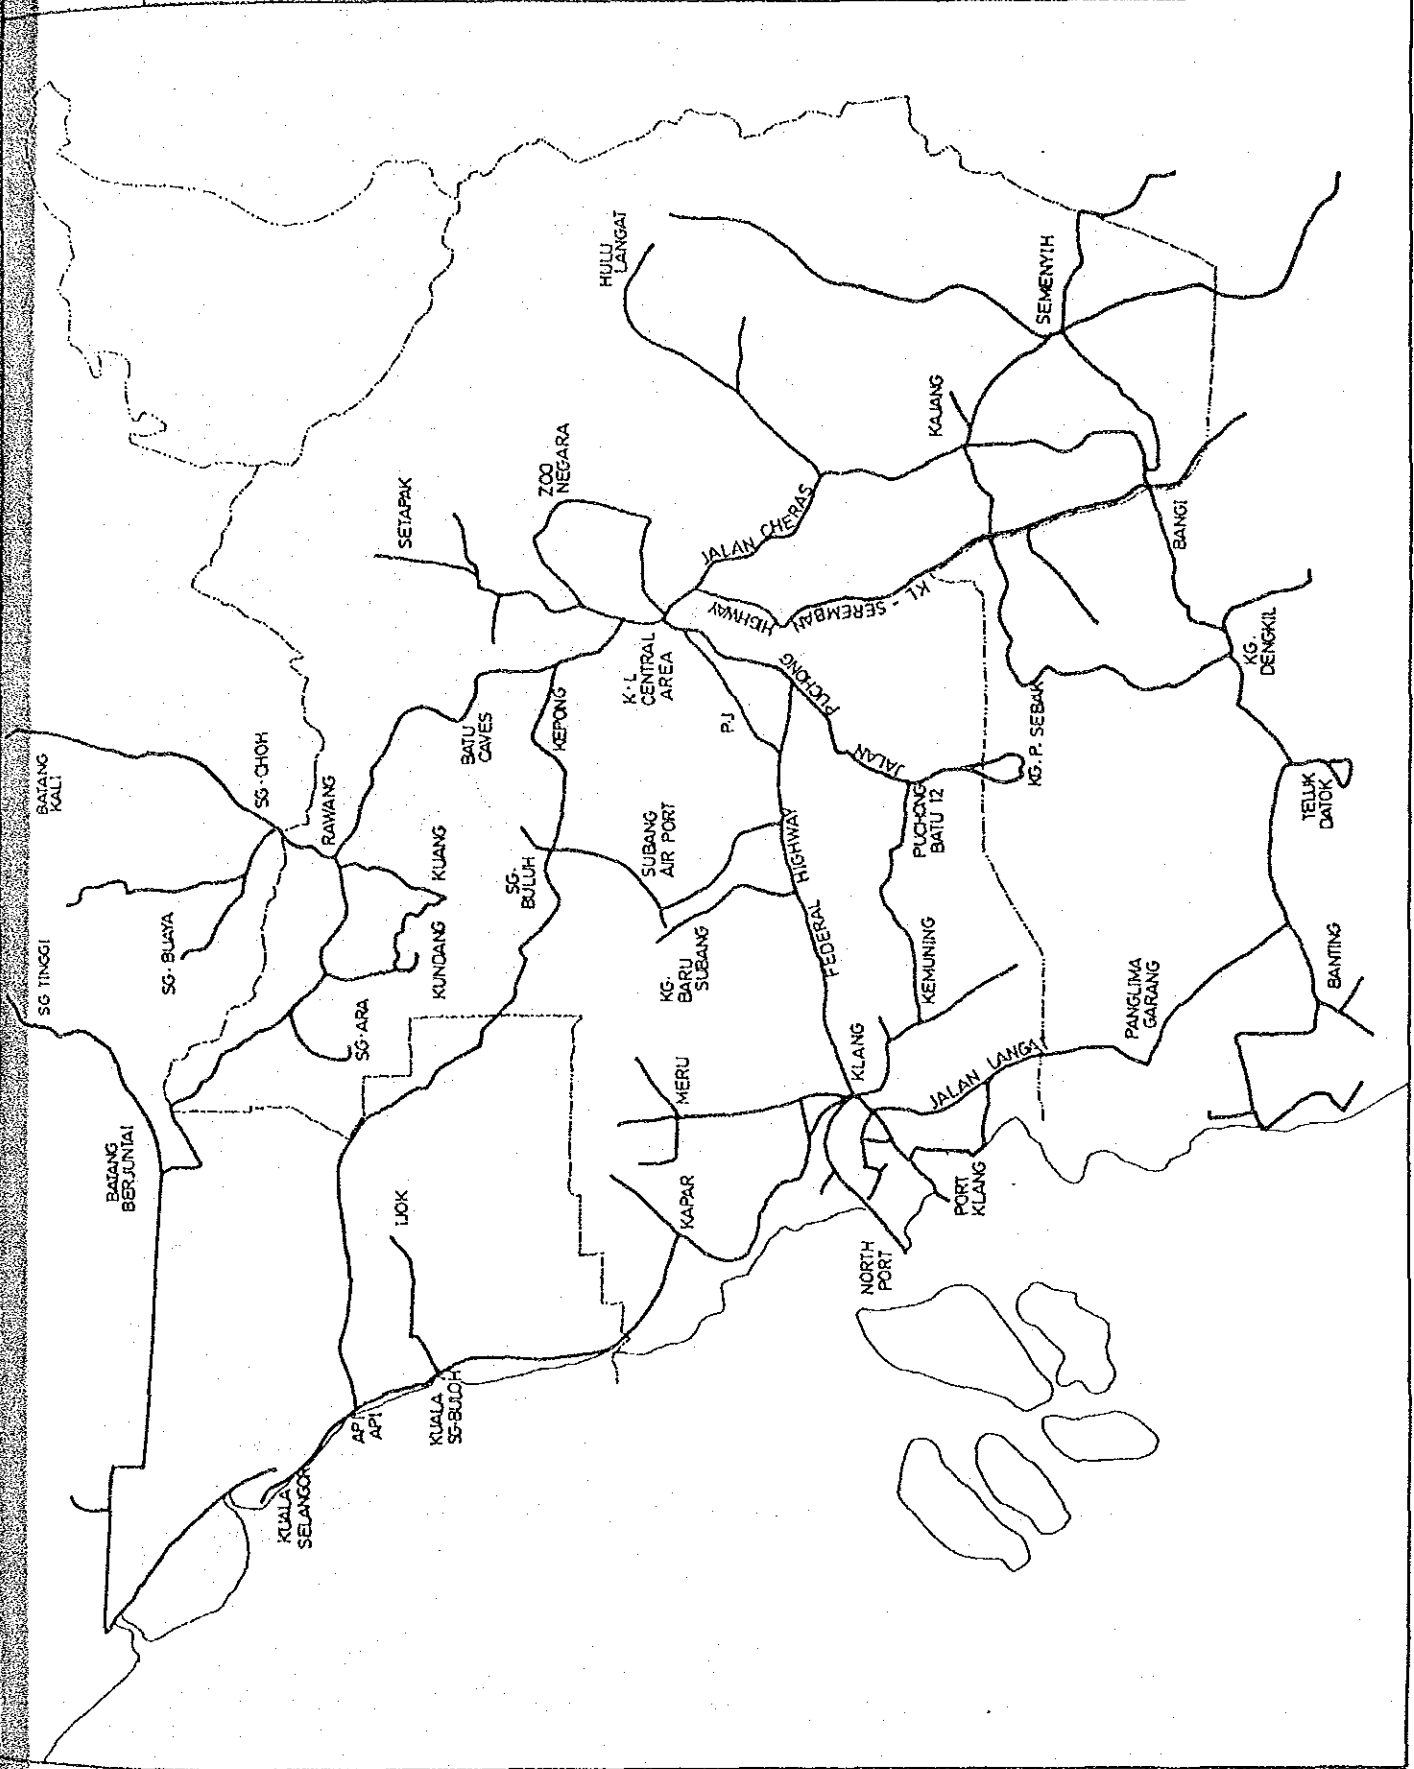 SG TINGGI
BATANG
KALI
SG-CHOH
SG-BUAYA
RAWANG
KUANG
KUNDANG
SG-ARA
BATANG
BERJUNTAI
IJOK
API
API
KUALA
SG-BULOH
KUALA
SELANGOR
SETAPAK
ZOO
NEGARA
HULU
LANGAT
BATU
CAVES
KEPONG
SG-
BULUH
K·L
CENTRAL
AREA
P.J
SUBANG
AIR PORT
KG.
BARU
SUBANG
MERU
KAPAR
JALAN CHERAS
KL - SEREMBAN HIGHWAY
JALAN PUCHONG
FEDERAL HIGHWAY
PUCHONG
BATU 12
KEMUNING
KLANG
JALAN LANGAT
NORTH
PORT
PORT
KLANG
KAJANG
SEMENYIH
BANGI
KG. P. SEBAK
KG.
DENGKIL
TELUK
DATOK
PANGLIMA
GARANG
BANTING